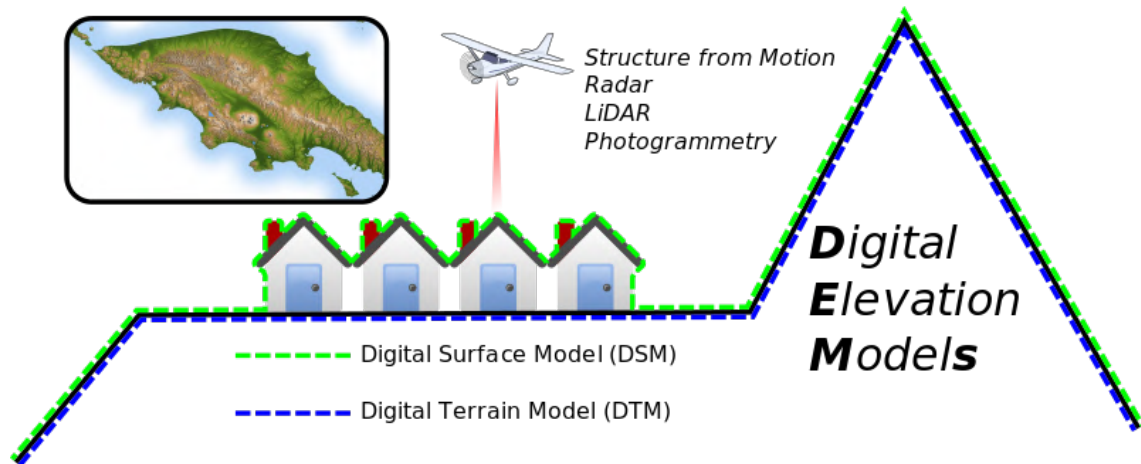 Structure from Motion
Radar
LiDAR
Photogrammetry
Digital
Elevation
Models
Digital Surface Model (DSM)
Digital Terrain Model (DTM)